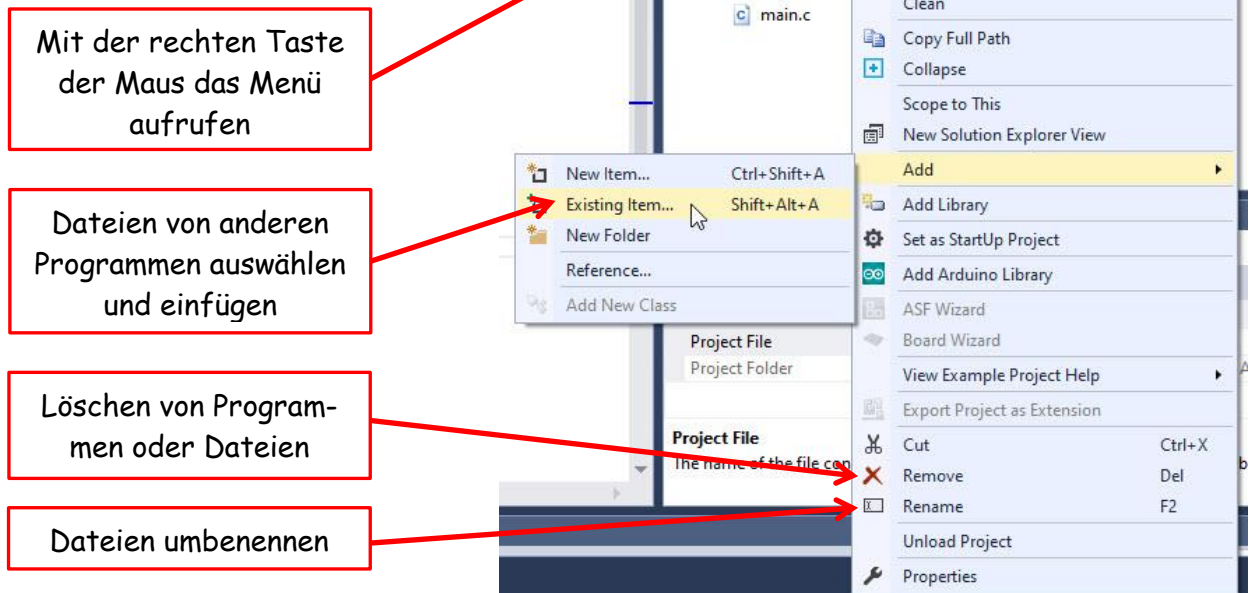 Mit der rechten Taste
der Maus das Menü
aufrufen
Dateien von anderen
Programmen auswählen
und einfügen
Löschen von Program-
men oder Dateien
Dateien umbenennen
main.c
New Item... Ctrl+Shift+A
Existing Item... Shift+Alt+A
New Folder
Reference...
Add New Class
Project File
Project Folder
Project File
The name of the file con
Clean
Copy Full Path
Collapse
Scope to This
New Solution Explorer View
Add
Add Library
Set as StartUp Project
Add Arduino Library
ASF Wizard
Board Wizard
View Example Project Help
Export Project as Extension
Cut Ctrl+X
Remove Del
Rename F2
Unload Project
Properties